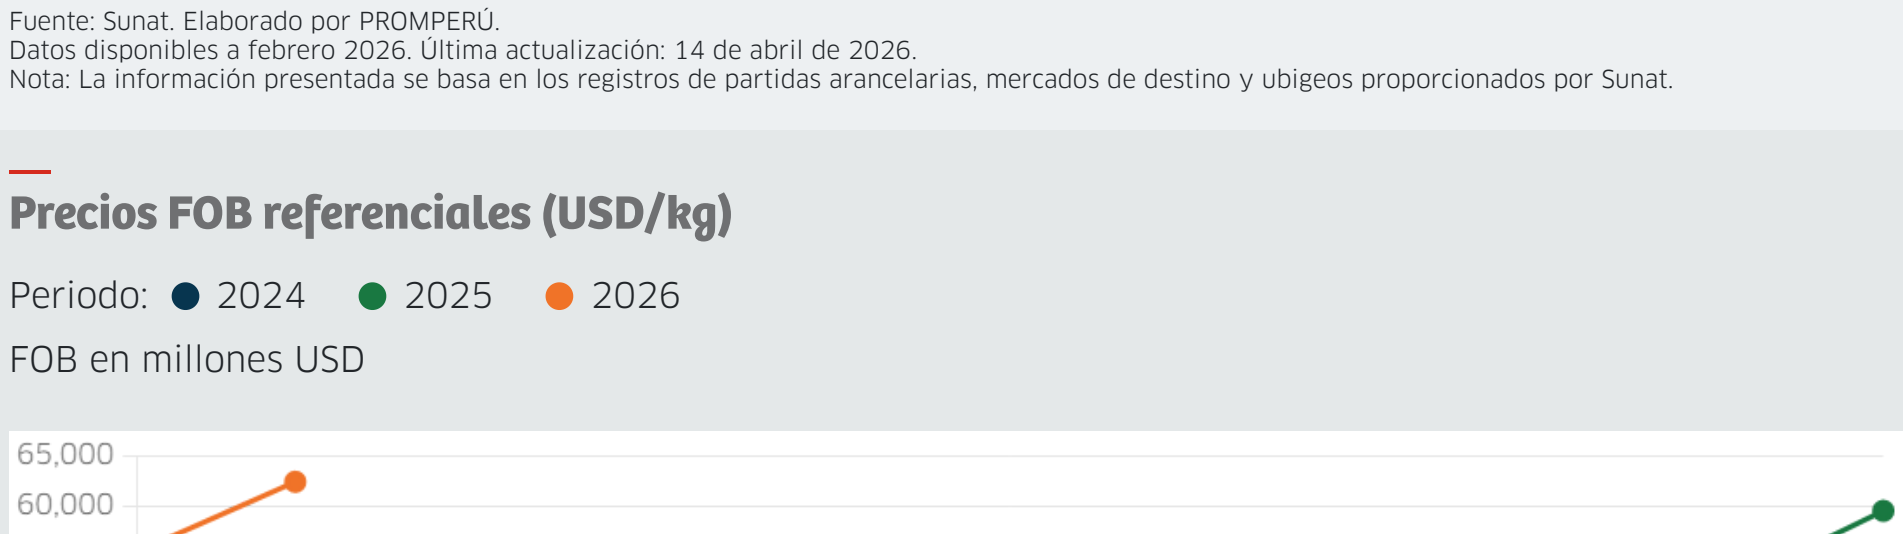 Fuente: Sunat. Elaborado por PROMPERÚ.
Datos disponibles a febrero 2026. Última actualización: 14 de abril de 2026.
Nota: La información presentada se basa en los registros de partidas arancelarias, mercados de destino y ubigeos proporcionados por Sunat.
Precios FOB referenciales (USD/kg)
Periodo: 2024 2025 2026
FOB en millones USD
65,000
60,000